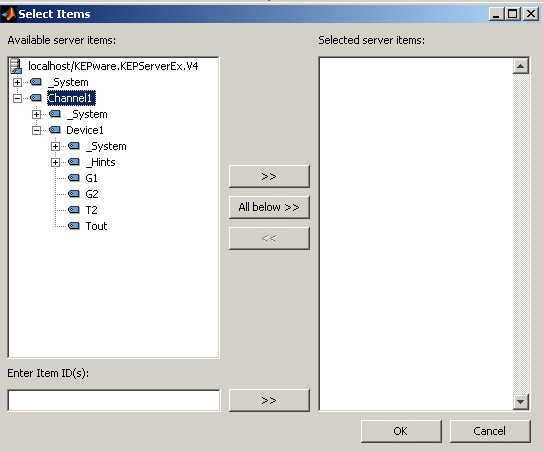 Select Items
Available server items:
Selected server items:
localhost/KEPware.KEPServerEx.V4
_System
Channel1
_System
Device1
_System
_Hints
G1
G2
T2
Tout
>>
All below >>
<<
Enter Item ID(s):
>>
OK
Cancel